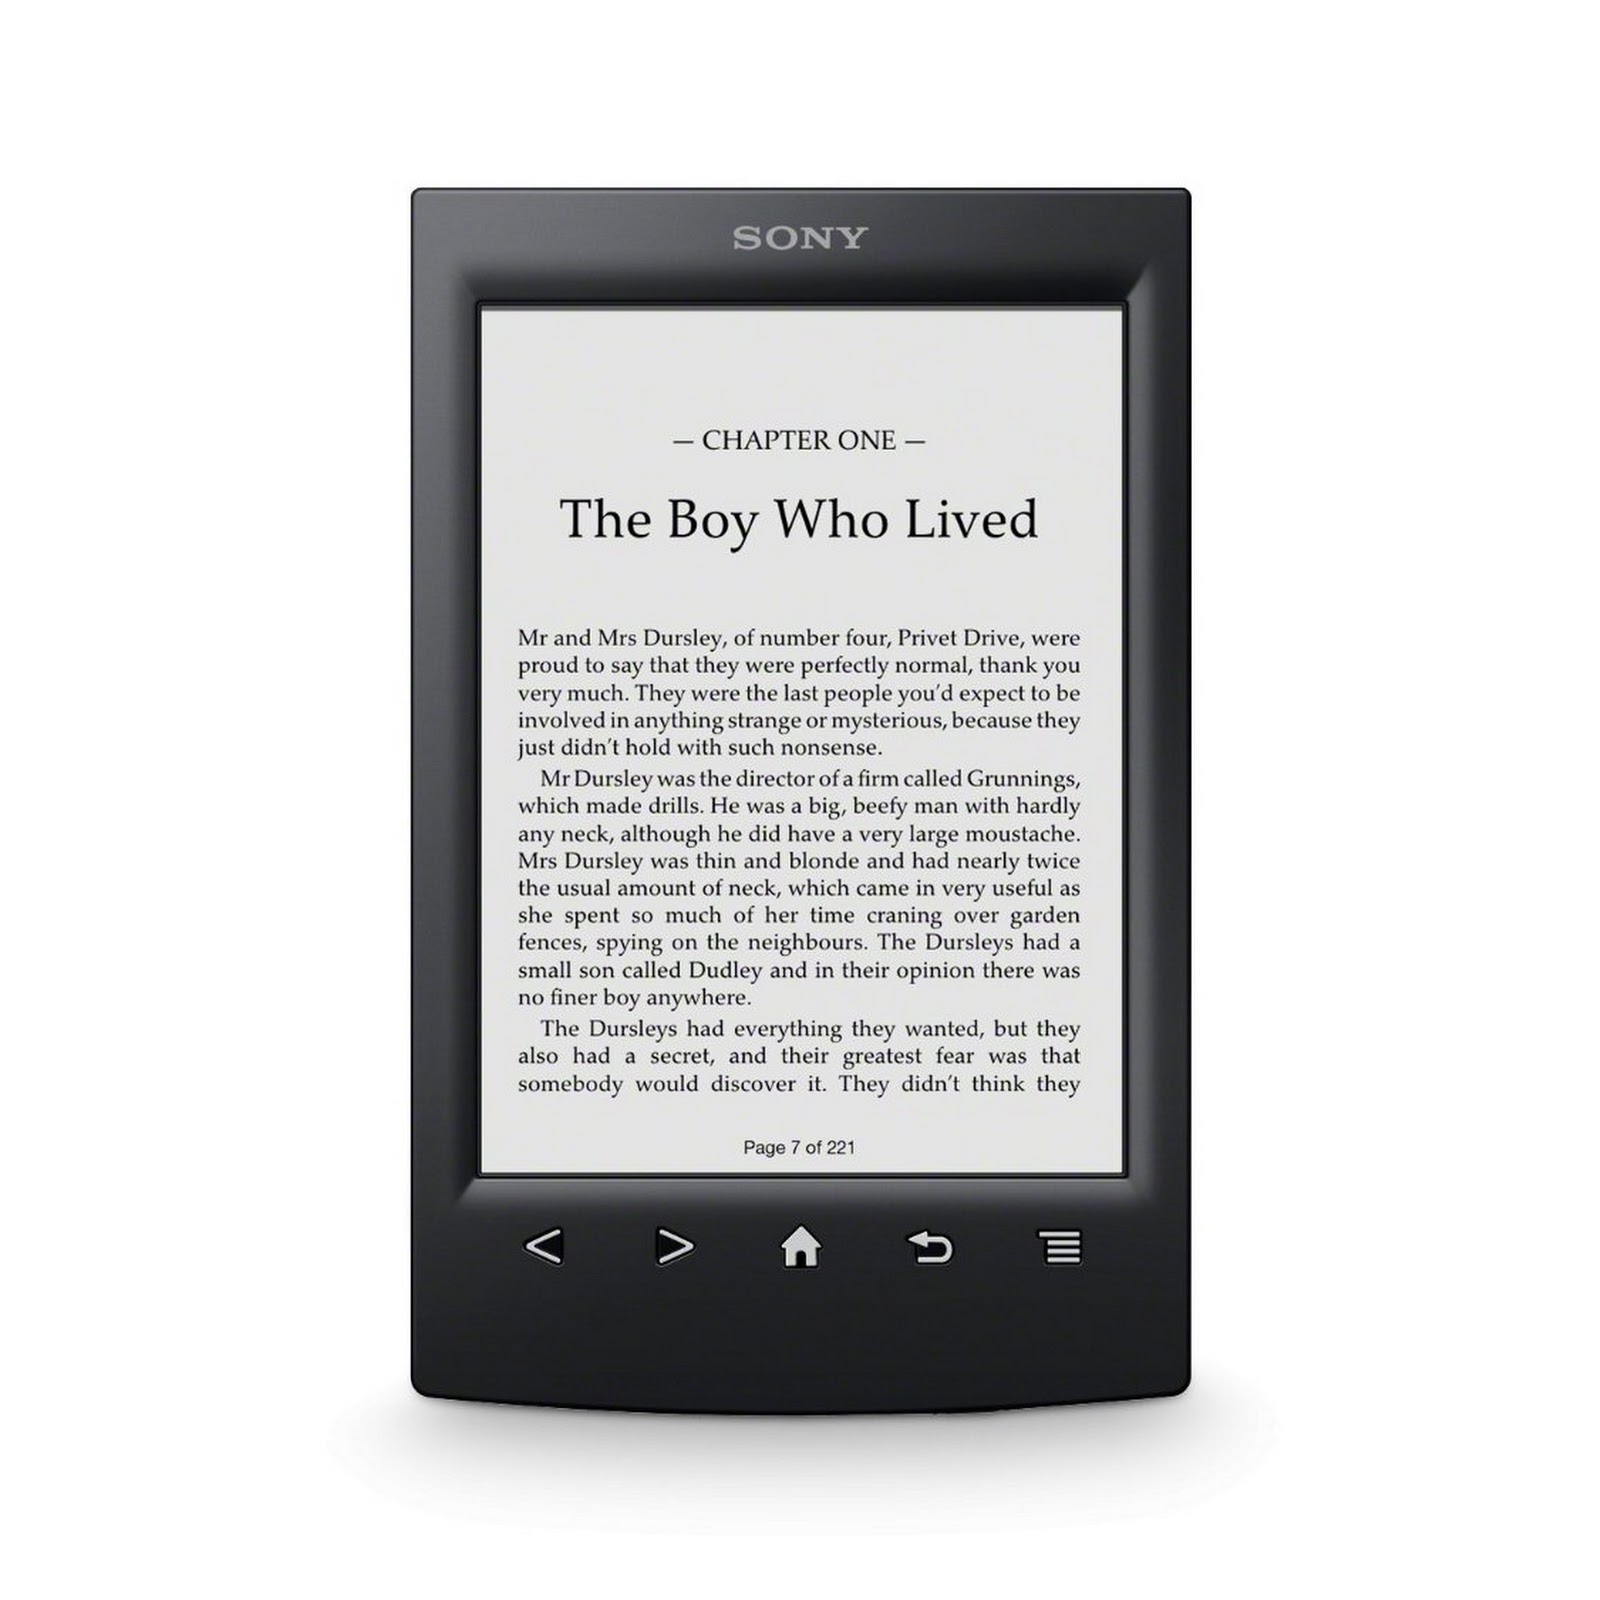 SONY
— CHAPTER ONE —
The Boy Who Lived
Mr and Mrs Dursley, of number four, Privet Drive, were
proud to say that they were perfectly normal, thank you
very much. They were the last people you’d expect to be
involved in anything strange or mysterious, because they
just didn’t hold with such nonsense.
Mr Dursley was the director of a firm called Grunnings,
which made drills. He was a big, beefy man with hardly
any neck, although he did have a very large moustache.
Mrs Dursley was thin and blonde and had nearly twice
the usual amount of neck, which came in very useful as
she spent so much of her time craning over garden
fences, spying on the neighbours. The Dursleys had a
small son called Dudley and in their opinion there was
no finer boy anywhere.
The Dursleys had everything they wanted, but they
also had a secret, and their greatest fear was that
somebody would discover it. They didn’t think they
Page 7 of 221